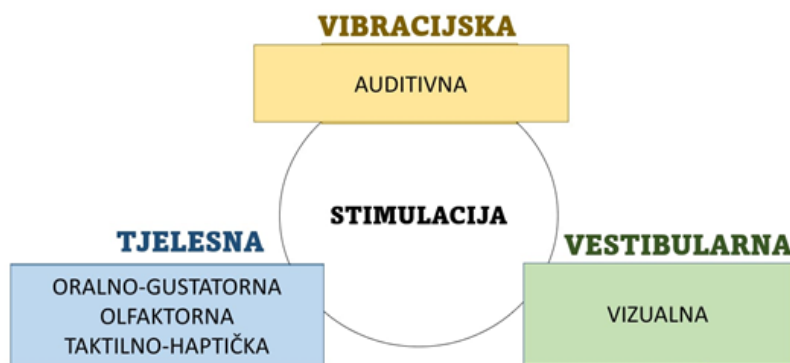 VIBRACIJSKA
AUDITIVNA
STIMULACIJA
TJELESNA
ORALNO-GUSTATORNA
OLFAKTORNA
TAKTILNO-HAPTIČKA
VESTIBULARNA
VIZUALNA